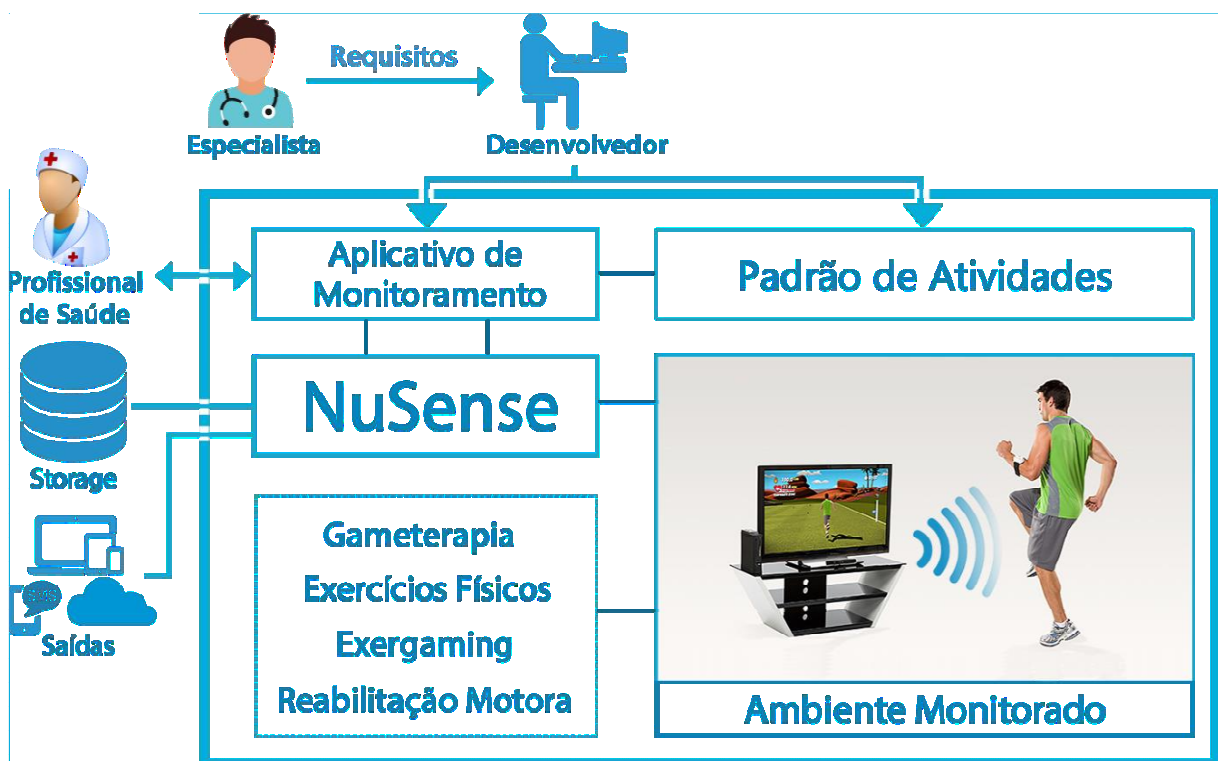 Requisitos
Especialista
Desenvolvedor
Profissional
de Saúde
Aplicativo de
Monitoramento
Padrão de Atividades
NuSense
Storage
Gameterapia
Exercícios Físicos
Exergaming
Reabilitação Motora
SMS
Saídas
Ambiente Monitorado